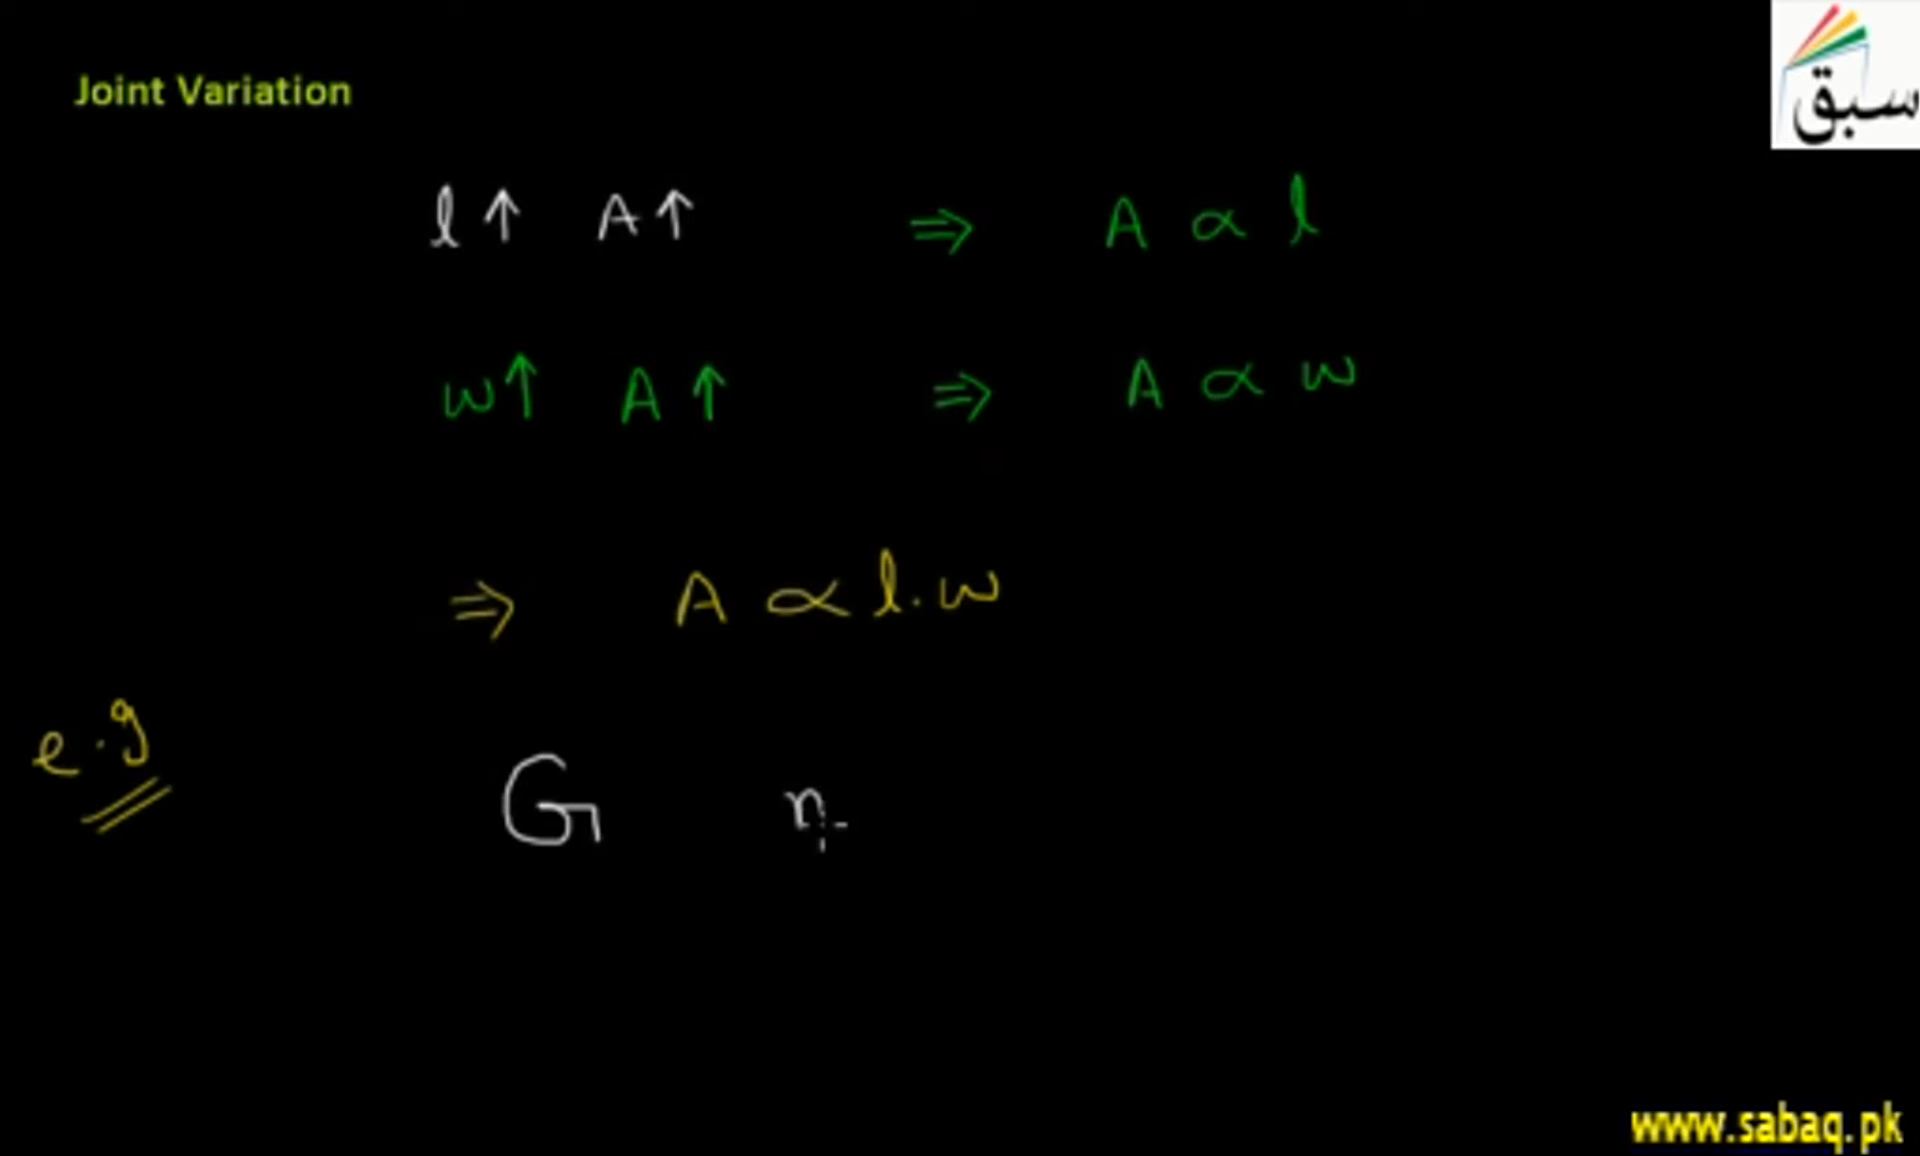 Joint Variation
سبق
l↑ A↑ ⇒ A ∝ l
w↑ A↑ ⇒ A ∝ w
⇒ A ∝ l.w
e.g
G
www.sabaq.pk